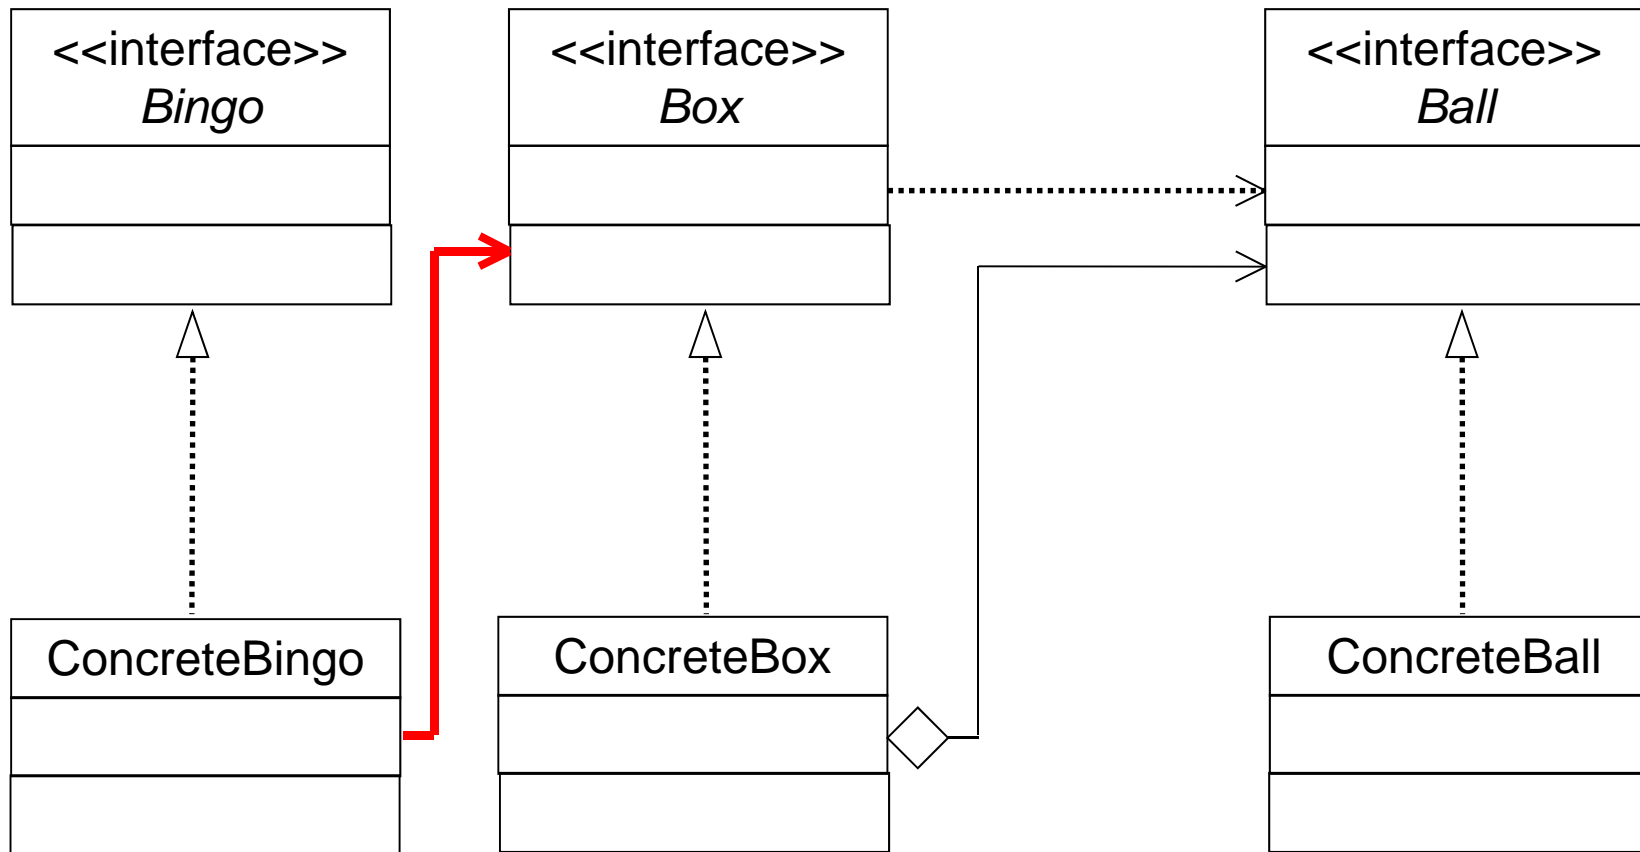 <<interface>>
Bingo
<<interface>>
Box
<<interface>>
Ball
ConcreteBingo
ConcreteBox
ConcreteBall